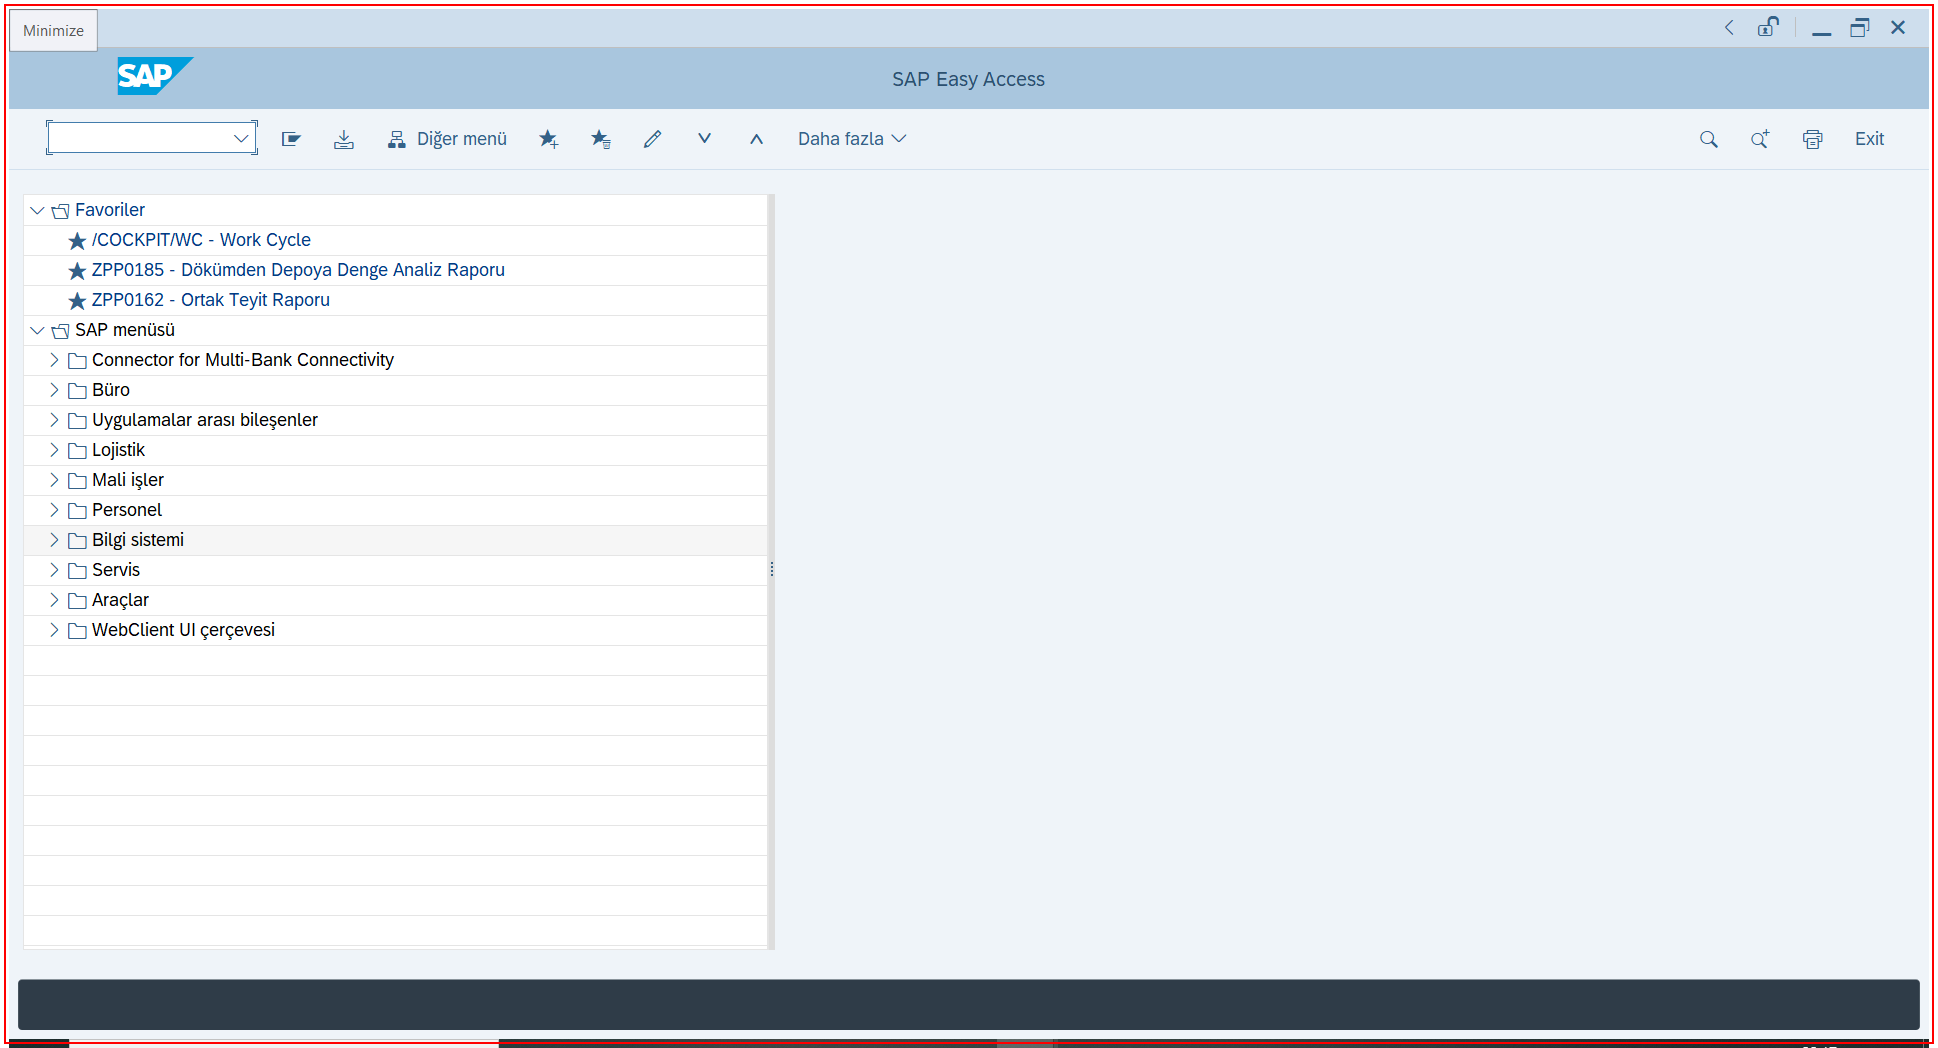 Minimize
SAP
SAP Easy Access
Diğer menü
Daha fazla
Exit
Favoriler
/COCKPIT/WC - Work Cycle
ZPP0185 - Dökümden Depoya Denge Analiz Raporu
ZPP0162 - Ortak Teyit Raporu
SAP menüsü
Connector for Multi-Bank Connectivity
Büro
Uygulamalar arası bileşenler
Lojistik
Mali işler
Personel
Bilgi sistemi
Servis
Araçlar
WebClient UI çerçevesi